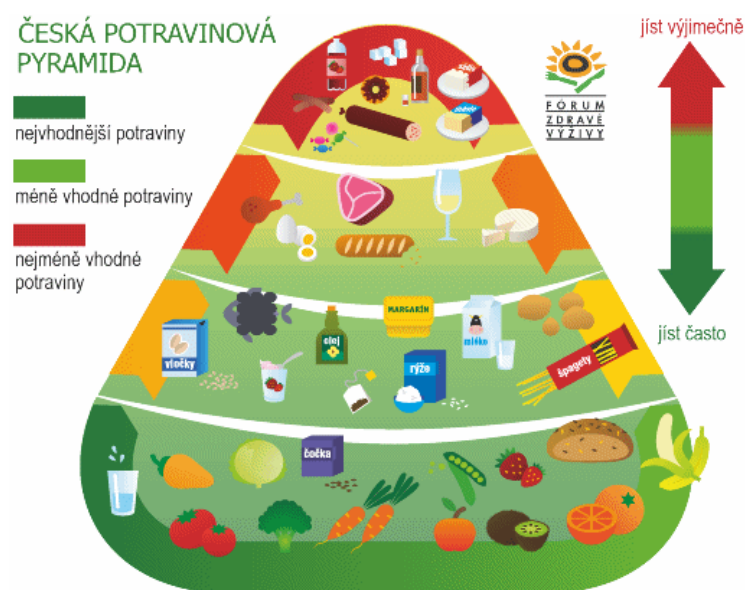 ČESKÁ POTRAVINOVÁ
PYRAMIDA
jíst výjimečně
nejvhodnější potraviny
méně vhodné potraviny
nejméně vhodné
potraviny
FÓRUM
ZDRAVÉ
VÝŽIVY
MARGARÍN
olej
mléko
vločky
rýže
špagety
jíst často
čočka